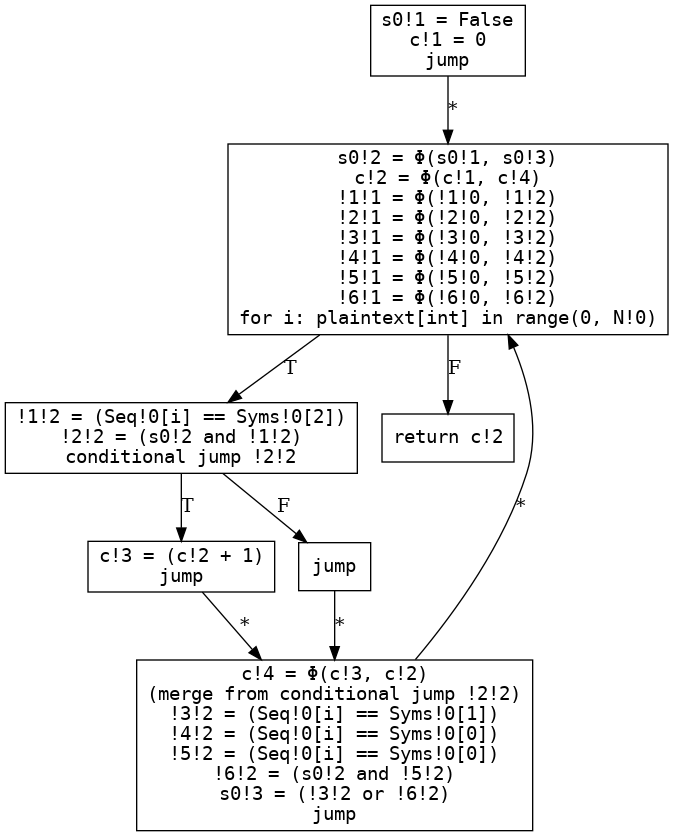 s0!1 = False
c!1 = 0
jump
*
s0!2 = Φ(s0!1, s0!3)
c!2 = Φ(c!1, c!4)
!1!1 = Φ(!1!0, !1!2)
!2!1 = Φ(!2!0, !2!2)
!3!1 = Φ(!3!0, !3!2)
!4!1 = Φ(!4!0, !4!2)
!5!1 = Φ(!5!0, !5!2)
!6!1 = Φ(!6!0, !6!2)
for i: plaintext[int] in range(0, N!0)
T
F
!1!2 = (Seq!0[i] == Syms!0[2])
!2!2 = (s0!2 and !1!2)
conditional jump !2!2
return c!2
T
F
*
c!3 = (c!2 + 1)
jump
jump
*
*
c!4 = Φ(c!3, c!2)
(merge from conditional jump !2!2)
!3!2 = (Seq!0[i] == Syms!0[1])
!4!2 = (Seq!0[i] == Syms!0[0])
!5!2 = (Seq!0[i] == Syms!0[0])
!6!2 = (s0!2 and !5!2)
s0!3 = (!3!2 or !6!2)
jump